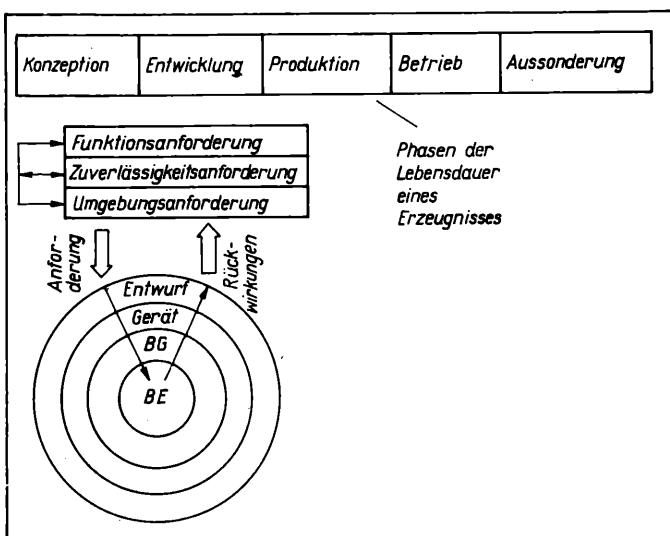 Konzeption Entwicklung Produktion Betrieb Aussonderung
Funktionsanforderung
Zuverlässigkeitsanforderung
Umgebungsanforderung
Phasen der
Lebensdauer
eines
Erzeugnisses
Anfor-
derung
Rück-
wirkungen
Entwurf
Gerät
BG
BE